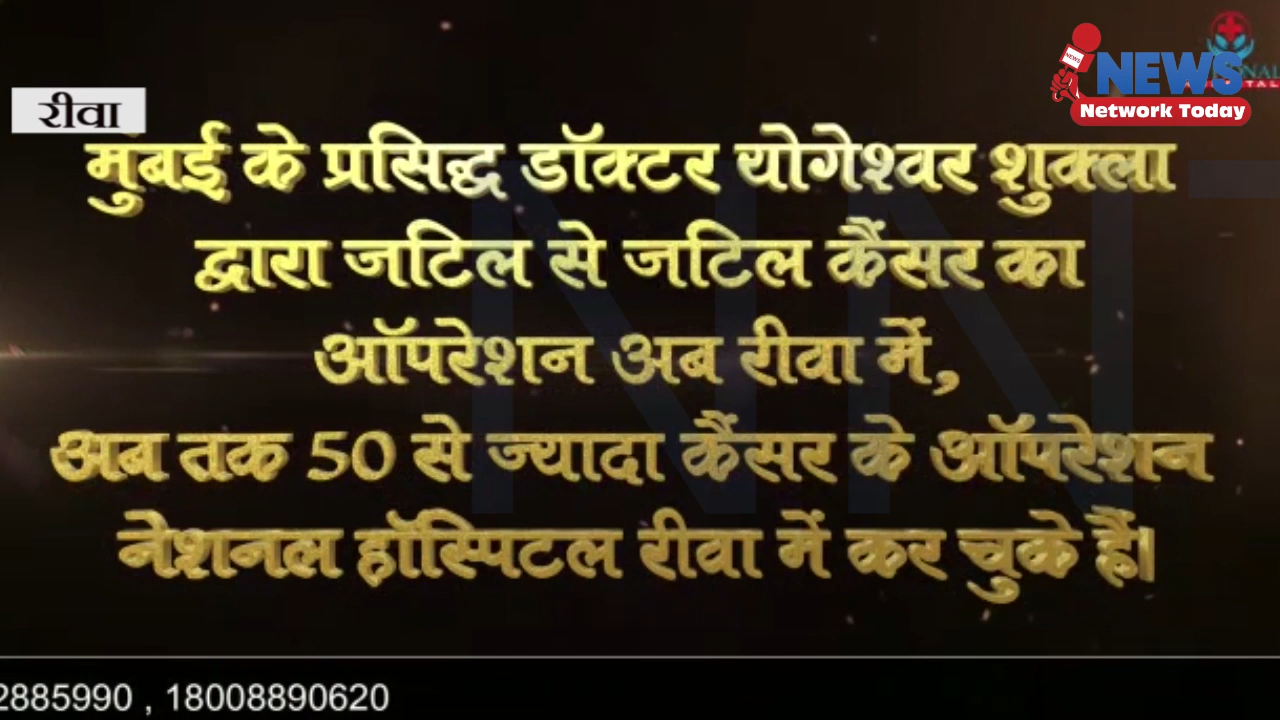 NEWS
Network Today
रीवा
मुंबई के प्रसिद्ध डॉक्टर योगेश्वर शुक्ला
द्वारा जटिल से जटिल कैंसर का
ऑपरेशन अब रीवा में,
अब तक 50 से ज्यादा कैंसर के ऑपरेशन
नेशनल हॉस्पिटल रीवा में कर चुके हैं।
2885990 , 18008890620